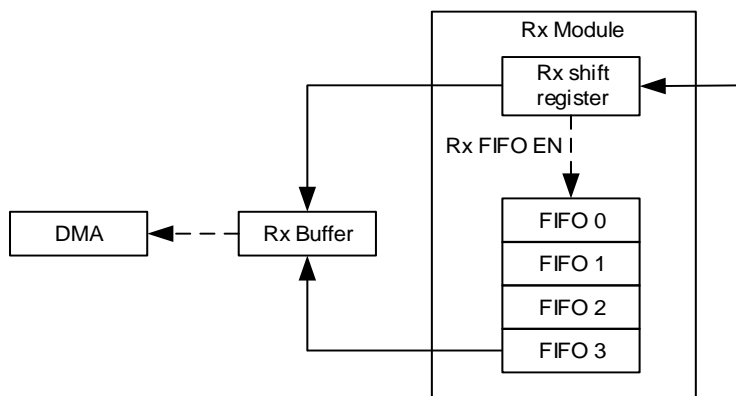 Rx Module
Rx shift
register
Rx FIFO EN
DMA
Rx Buffer
FIFO 0
FIFO 1
FIFO 2
FIFO 3